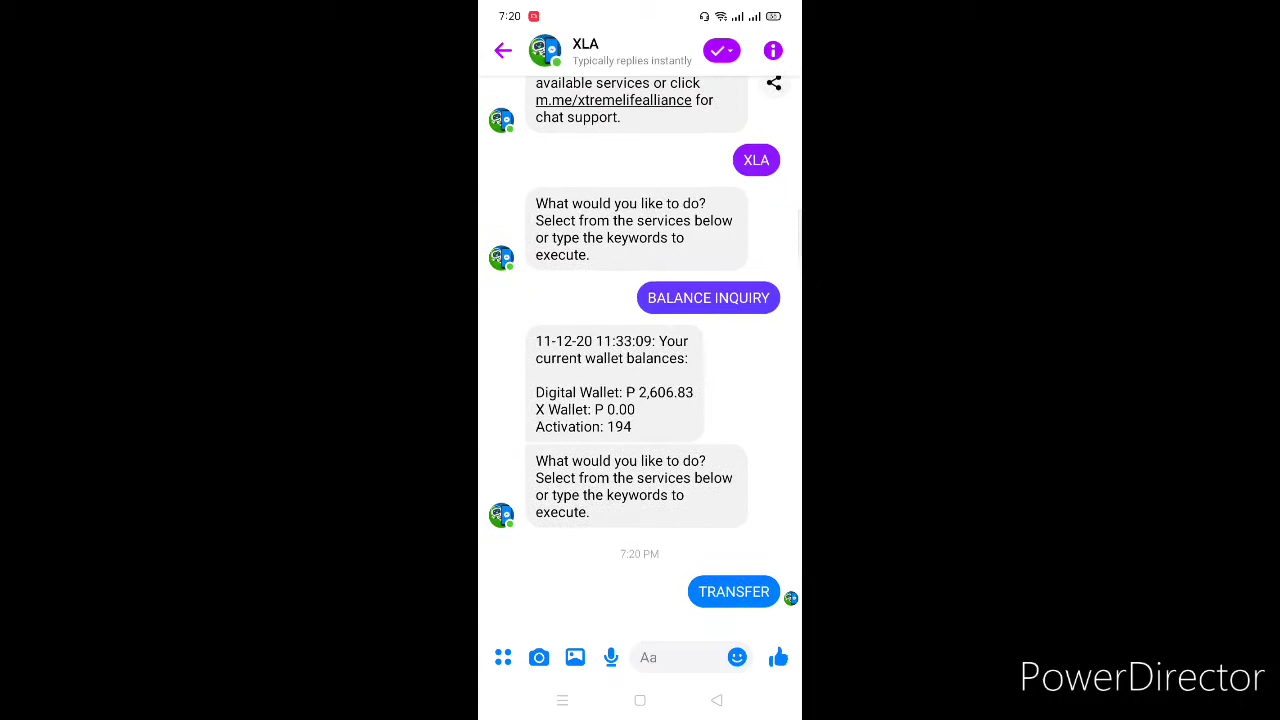 7:20
55
XLA
Typically replies instantly
available services or click
m.me/xtremelifealliance for
chat support.
XLA
What would you like to do?
Select from the services below
or type the keywords to
execute.
BALANCE INQUIRY
11-12-20 11:33:09: Your
current wallet balances:
Digital Wallet: P 2,606.83
X Wallet: P 0.00
Activation: 194
What would you like to do?
Select from the services below
or type the keywords to
execute.
7:20 PM
TRANSFER
Aa
PowerDirector